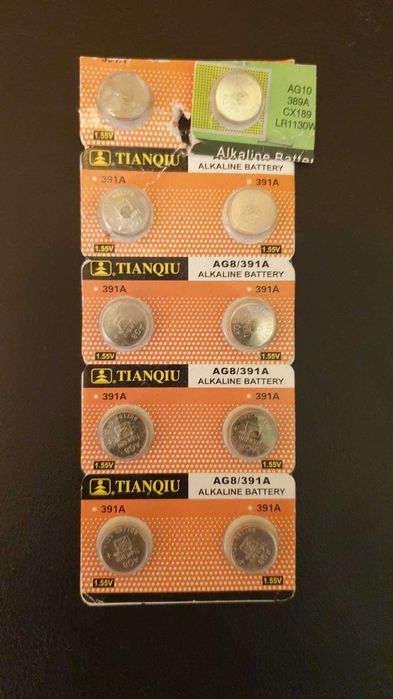 AG10
389A
CX189
LR1130W
1.55V
Alkaline
TIANQIU
ALKALINE BATTERY
391A
1.55V 1.55V
TIANQIU AG8/391A
ALKALINE BATTERY
391A 391A
1.55V 1.55V
TIANQIU AG8/391A
ALKALINE BATTERY
391A 391A
1.55V 1.55V
TIANQIU AG8/391A
ALKALINE BATTERY
391A 391A
AG8
1.55V 1.55V